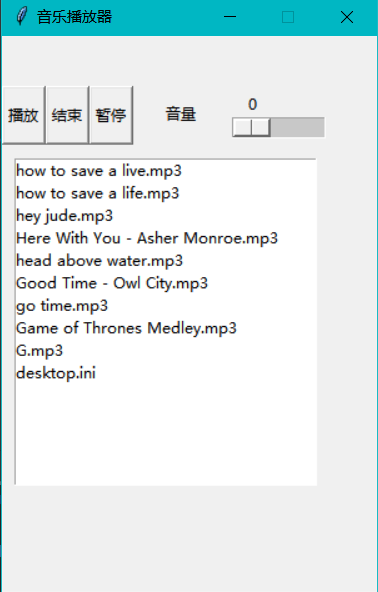 音乐播放器
0
播放 结束 暂停 音量
how to save a live.mp3
how to save a life.mp3
hey jude.mp3
Here With You - Asher Monroe.mp3
head above water.mp3
Good Time - Owl City.mp3
go time.mp3
Game of Thrones Medley.mp3
G.mp3
desktop.ini